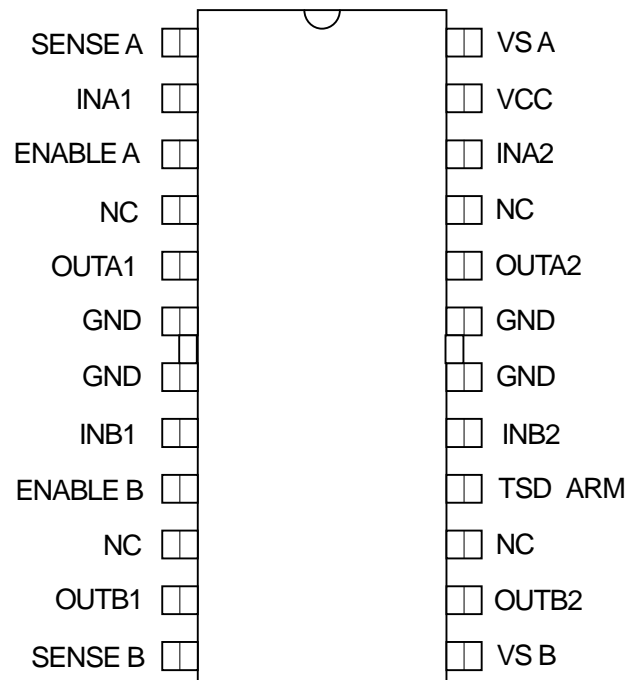 SENSE A VS A
INA1 VCC
ENABLE A INA2
NC NC
OUTA1 OUTA2
GND GND
GND GND
INB1 INB2
ENABLE B TSD ARM
NC NC
OUTB1 OUTB2
SENSE B VS B